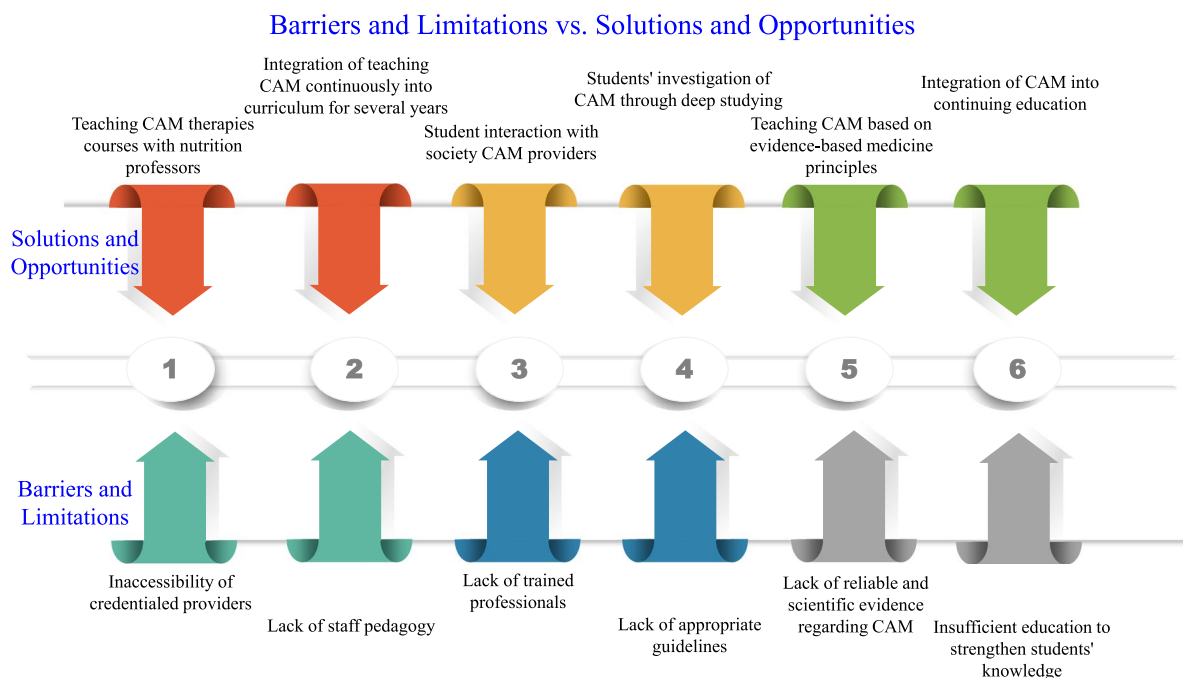 Barriers and Limitations vs. Solutions and Opportunities
Teaching CAM therapies
courses with nutrition
professors
Integration of teaching
CAM continuously into
curriculum for several years
Student interaction with
society CAM providers
Students' investigation of
CAM through deep studying
Teaching CAM based on
evidence-based medicine
principles
Integration of CAM into
continuing education
Solutions and
Opportunities
1
2
3
4
5
6
Barriers and
Limitations
Inaccessibility of
credentialed providers
Lack of staff pedagogy
Lack of trained
professionals
Lack of appropriate
guidelines
Lack of reliable and
scientific evidence
regarding CAM
Insufficient education to
strengthen students'
knowledge